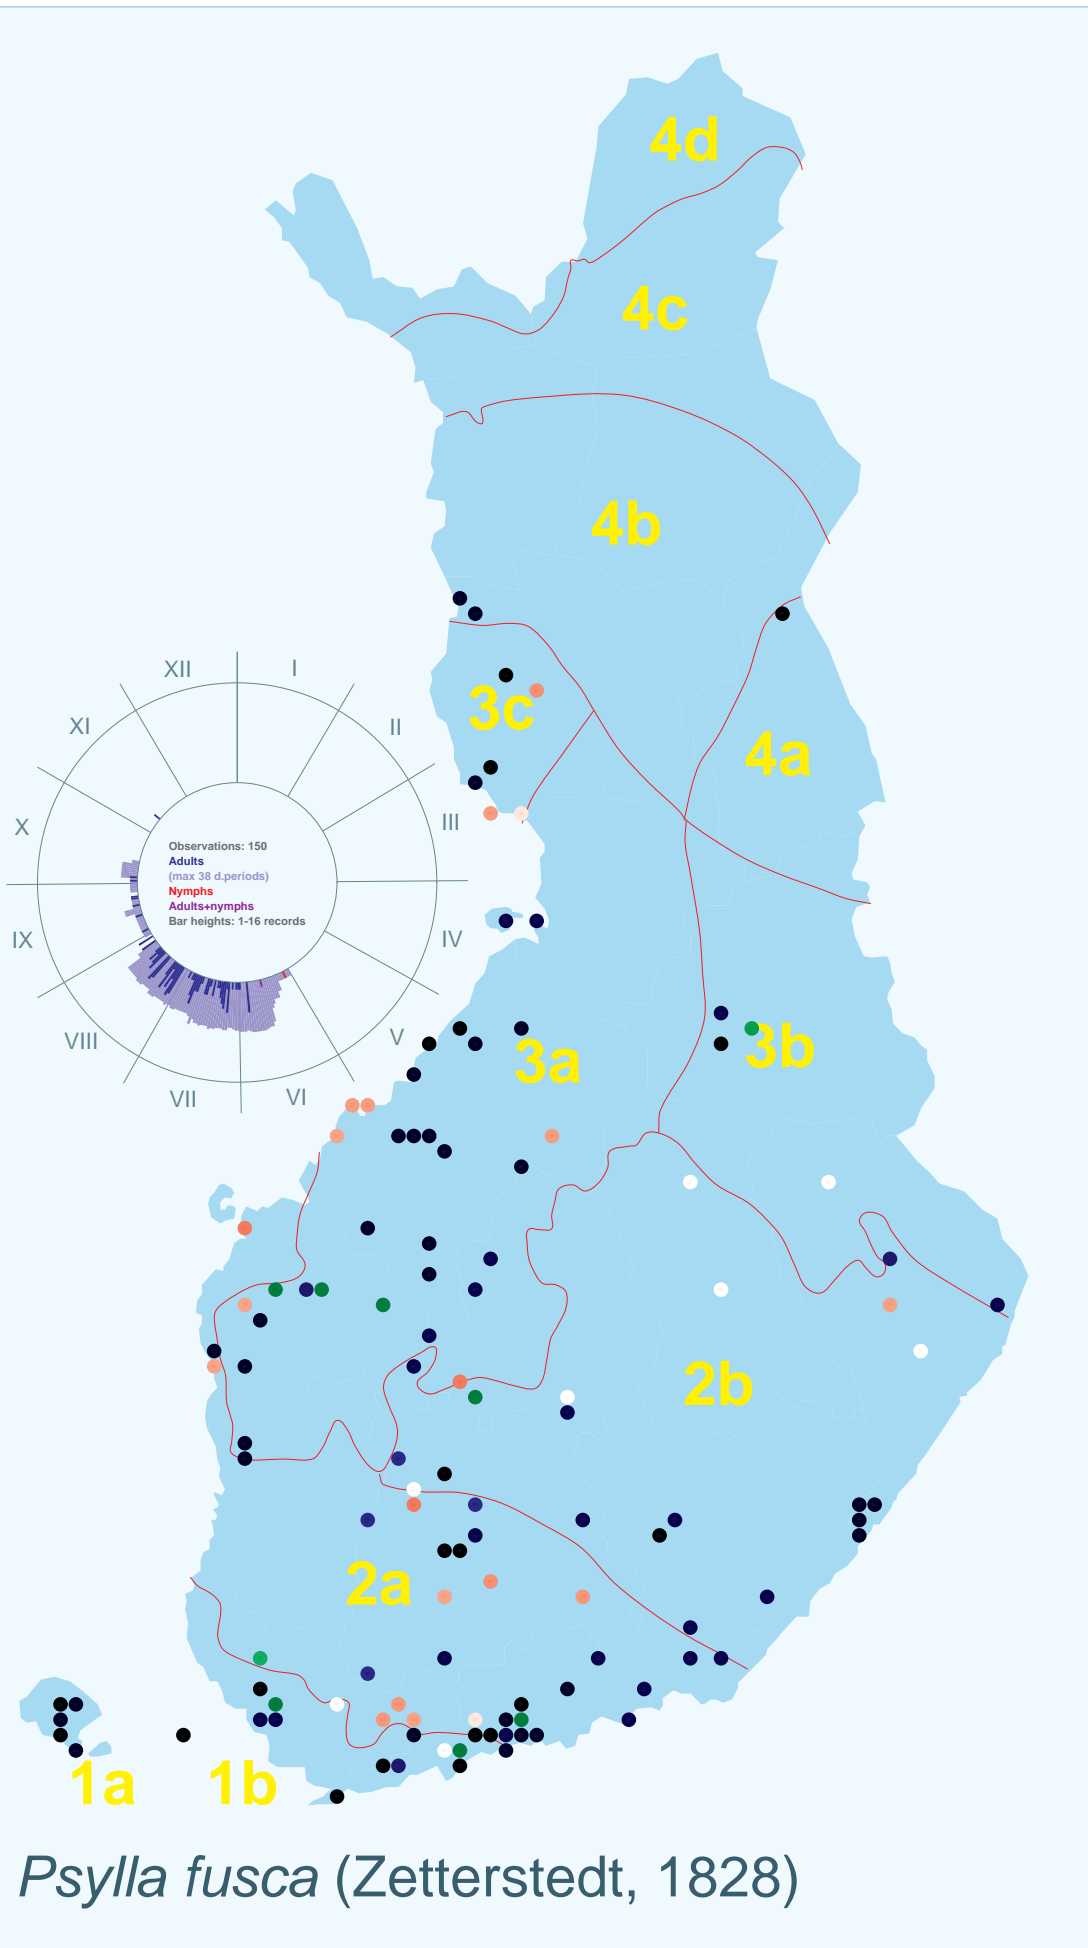 4d
4c
4b
3c
4a
XII
I
XI
II
X
III
IX
IV
VIII
V
VII
VI
Observations: 150
Adults
(max 38 d.periods)
Nymphs
Adults+nymphs
Bar heights: 1-16 records
3a
3b
2b
2a
1a
1b
Psylla fusca (Zetterstedt, 1828)